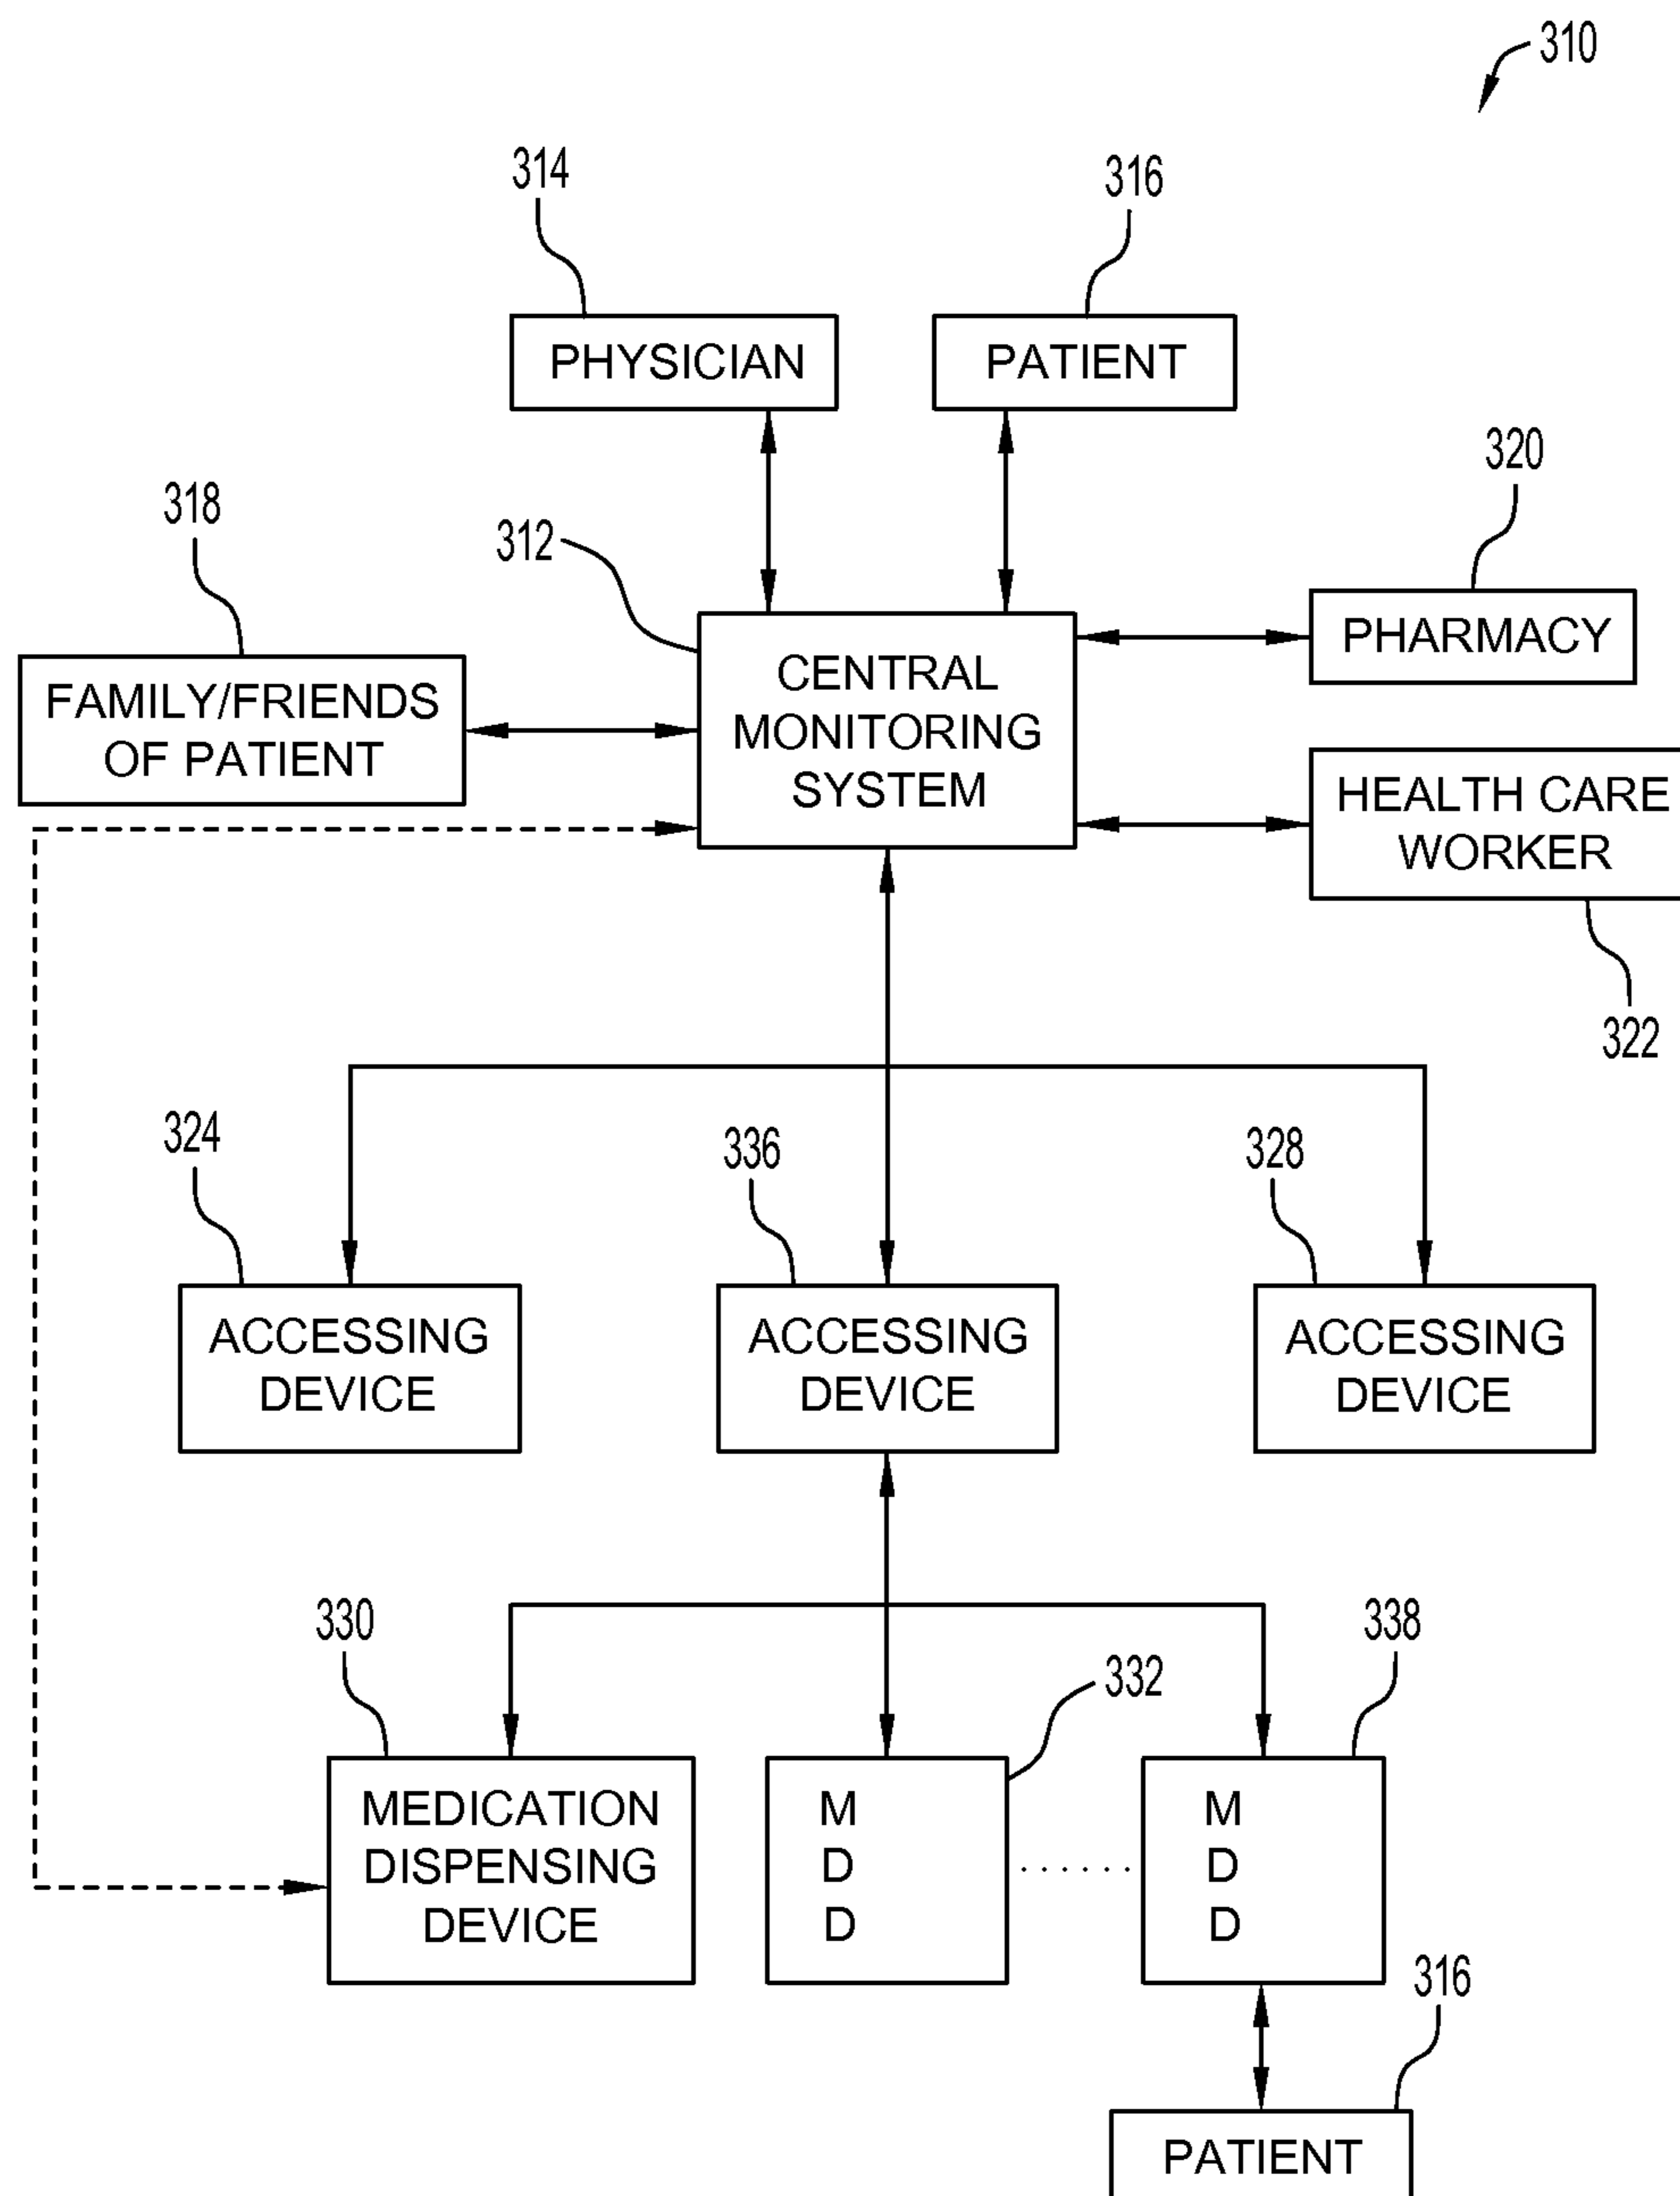 310
314
316
PHYSICIAN
PATIENT
320
318
312
PHARMACY
FAMILY/FRIENDS
OF PATIENT
CENTRAL
MONITORING
SYSTEM
HEALTH CARE
WORKER
322
324
336
328
ACCESSING
DEVICE
ACCESSING
DEVICE
ACCESSING
DEVICE
330
332
338
MEDICATION
DISPENSING
DEVICE
M
D
D
......
M
D
D
316
PATIENT